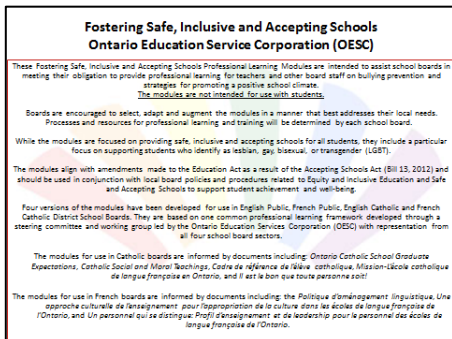 Fostering Safe, Inclusive and Accepting Schools
Ontario Education Service Corporation (OESC)
These Fostering Safe, Inclusive and Accepting Schools Professional Learning Modules are intended to assist school boards in
meeting their obligation to provide professional learning for teachers and other board staff on bullying prevention and
strategies for promoting a positive school climate.
The modules are not intended for use with students.
Boards are encouraged to select, adapt and augment the modules in a manner that best addresses their local needs.
Processes and resources for professional learning and training will be determined by each school board.
While the modules are focused on providing safe, inclusive and accepting schools for all students, they include a particular
focus on supporting students who identify as lesbian, gay, bisexual, or transgender (LGBT).
The modules align with amendments made to the Education Act as a result of the Accepting Schools Act (Bill 13, 2012) and
should be used in conjunction with local board policies and procedures related to Equity and Inclusive Education and Safe
and Accepting Schools to support student achievement and well-being.
Four versions of the modules have been developed for use in English Public, French Public, English Catholic and French
Catholic District School Boards. They are based on one common professional learning framework developed through a
steering committee and working group led by the Ontario Education Services Corporation (OESC) with representation from
all four school board sectors.
The modules for use in Catholic boards are informed by documents including: Ontario Catholic School Graduate
Expectations, Catholic Social and Moral Teachings, Cadre de référence de l'élève catholique, Mission-L'école catholique
de langue française en Ontario, and Il est le bon que toute personne soit!
The modules for use in French boards are informed by documents including: the Politique d'aménagement linguistique, Une
approche culturelle de l'enseignement pour l'appropriation de la culture dans les écoles de langue française de
l'Ontario, and Un personnel qui se distingue: Profil d'enseignement et de leadership pour le personnel des écoles de
langue française de l'Ontario.